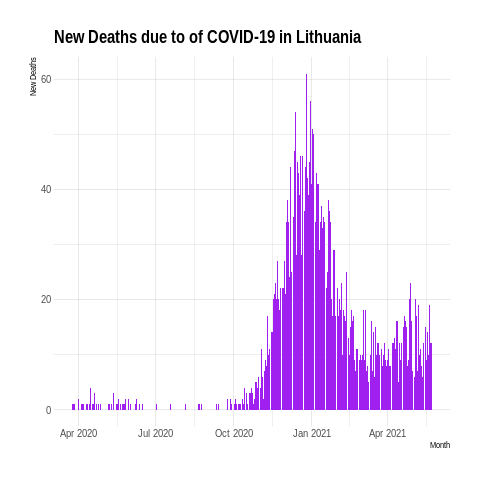 New Deaths due to of COVID-19 in Lithuania
New Deaths
60
40
20
0
Apr 2020 Jul 2020 Oct 2020 Jan 2021 Apr 2021
Month